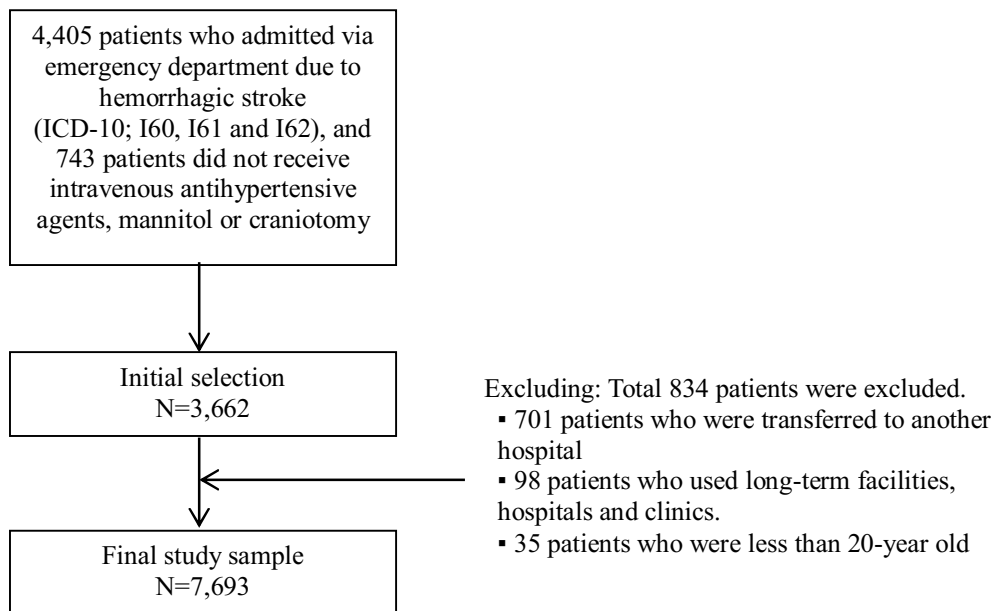 4,405 patients who admitted via
emergency department due to
hemorrhagic stroke
(ICD-10; I60, I61 and I62), and
743 patients did not receive
intravenous antihypertensive
agents, mannitol or craniotomy
Initial selection
N=3,662
Excluding: Total 834 patients were excluded.
▪ 701 patients who were transferred to another
hospital
▪ 98 patients who used long-term facilities,
hospitals and clinics.
▪ 35 patients who were less than 20-year old
Final study sample
N=7,693